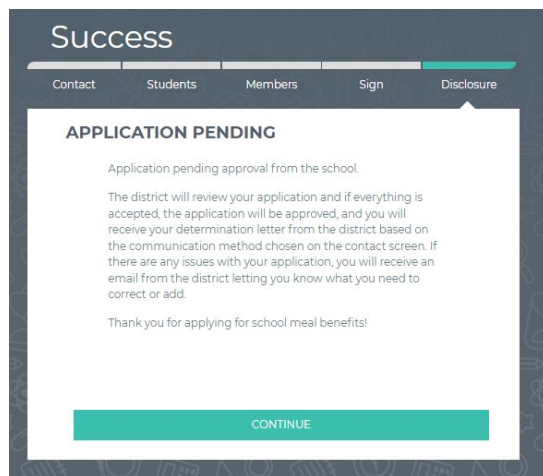 Success
Contact Students Members Sign Disclosure
APPLICATION PENDING
Application pending approval from the school.
The district will review your application and if everything is
accepted, the application will be approved, and you will
receive your determination letter from the district based on
the communication method chosen on the contact screen. If
there are any issues with your application, you will receive an
email from the district letting you know what you need to
correct or add.
Thank you for applying for school meal benefits!
CONTINUE